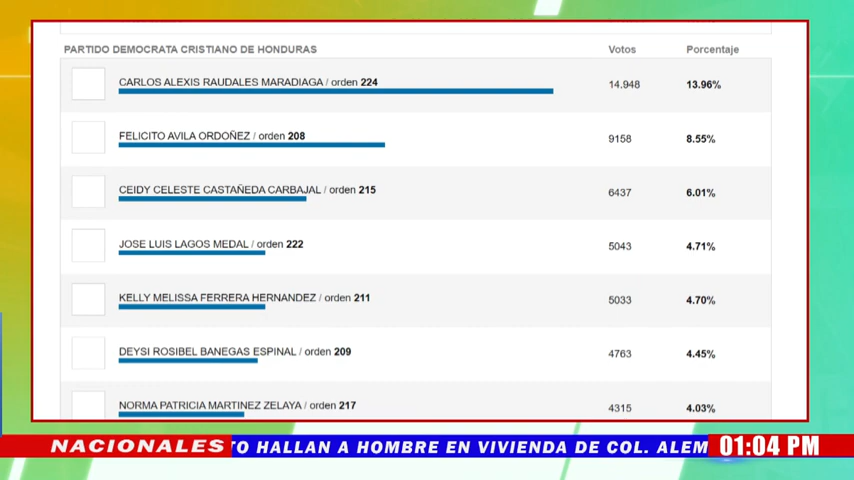 PARTIDO DEMOCRATA CRISTIANO DE HONDURAS Votos Porcentaje
CARLOS ALEXIS RAUDALES MARADIAGA / orden 224 14.948 13.96%
FELICITO AVILA ORDOÑEZ / orden 208 9158 8.55%
CEIDY CELESTE CASTAÑEDA CARBAJAL / orden 215 6437 6.01%
JOSE LUIS LAGOS MEDAL / orden 222 5043 4.71%
KELLY MELISSA FERRERA HERNANDEZ / orden 211 5033 4.70%
DEYSI ROSIBEL BANEGAS ESPINAL / orden 209 4763 4.45%
NORMA PATRICIA MARTINEZ ZELAYA / orden 217 4315 4.03%
NACIONALES TO HALLAN A HOMBRE EN VIVIENDA DE COL. ALEM 01:04 PM